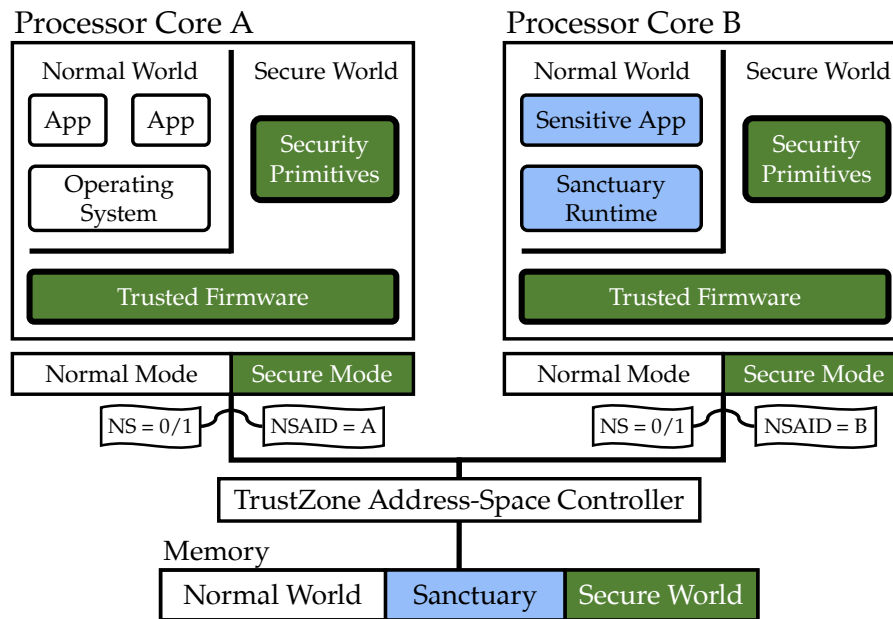 Processor Core A
Normal World
Secure World
App
App
Security
Primitives
Operating
System
Trusted Firmware
Normal Mode
Secure Mode
NS = 0/1
NSAID = A
Processor Core B
Normal World
Secure World
Sensitive App
Security
Primitives
Sanctuary
Runtime
Trusted Firmware
Normal Mode
Secure Mode
NS = 0/1
NSAID = B
TrustZone Address-Space Controller
Memory
Normal World
Sanctuary
Secure World